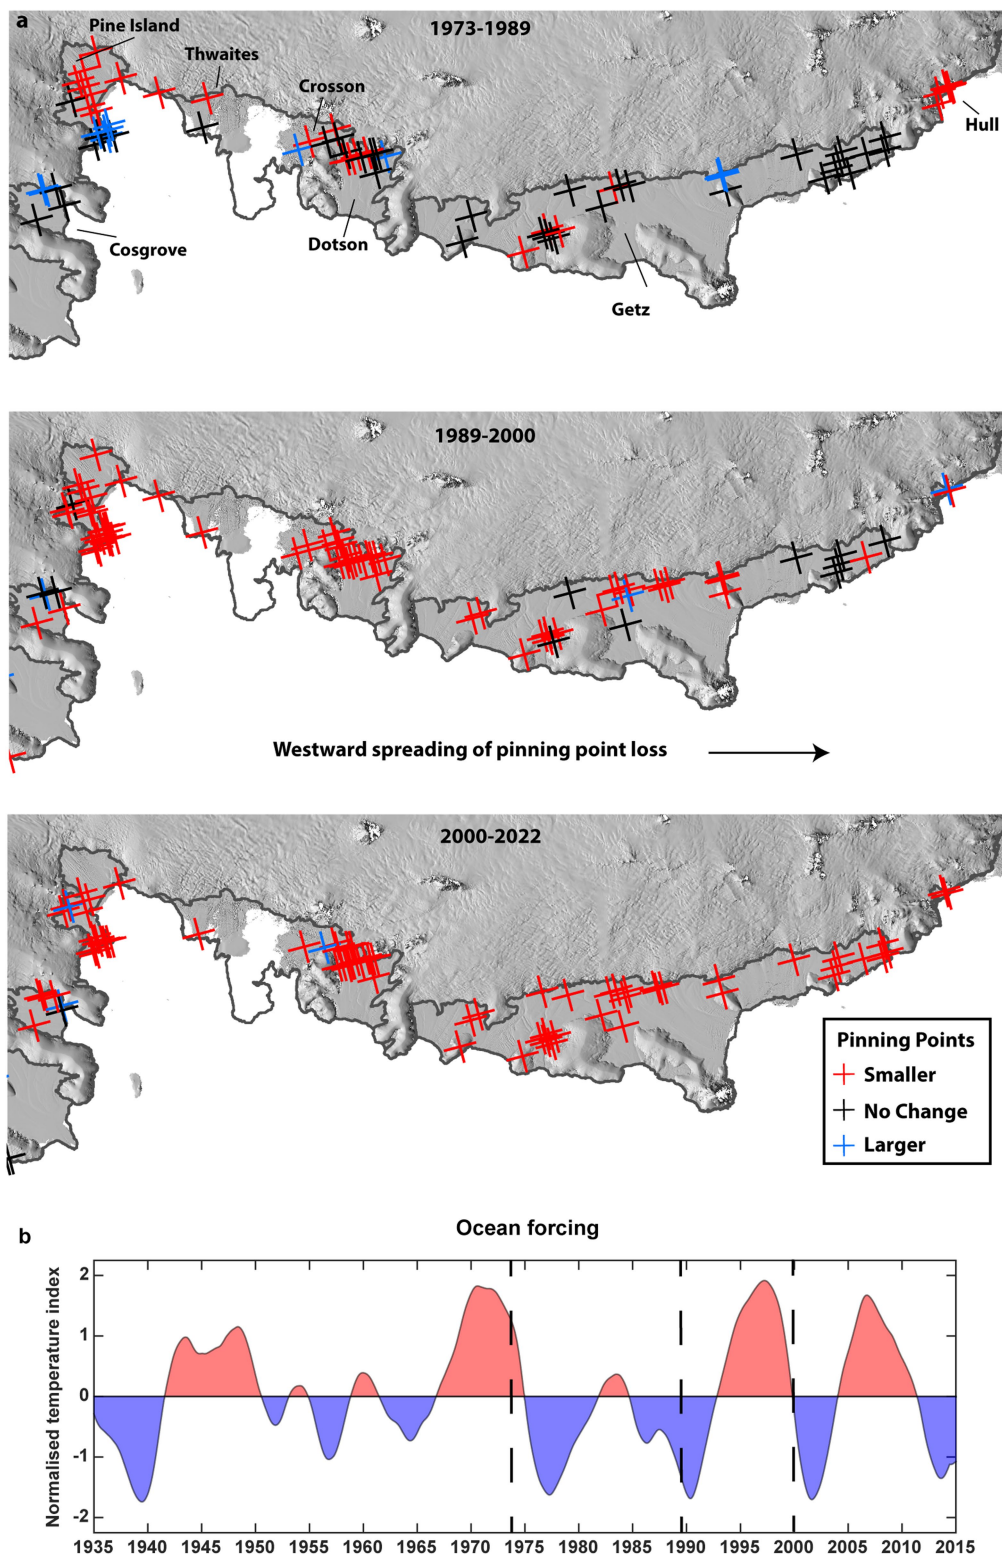 a
1973-1989
Pine Island
Thwaites
Crosson
Hull
Cosgrove
Dotson
Getz
1989-2000
Westward spreading of pinning point loss
2000-2022
Pinning Points
Smaller
No Change
Larger
b
Ocean forcing
Normalised temperature index
2
1
0
-1
-2
1935 1940 1945 1950 1955 1960 1965 1970 1975 1980 1985 1990 1995 2000 2005 2010 2015